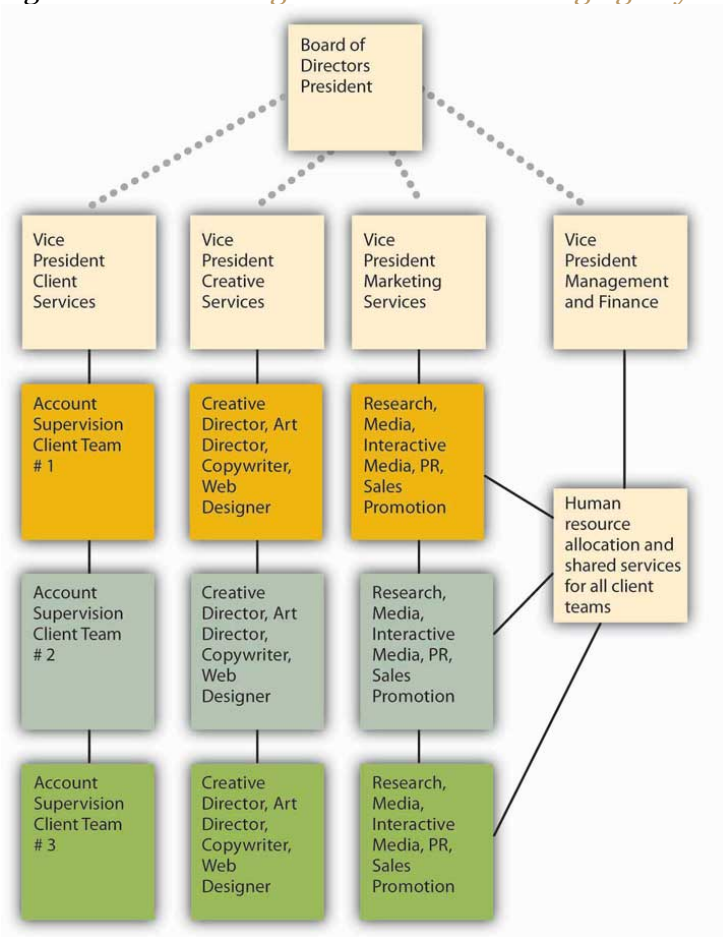 Board of
Directors
President
Vice
President
Client
Services
Vice
President
Creative
Services
Vice
President
Marketing
Services
Vice
President
Management
and Finance
Account
Supervision
Client Team
# 1
Creative
Director, Art
Director,
Copywriter,
Web
Designer
Research,
Media,
Interactive
Media, PR,
Sales
Promotion
Human
resource
allocation and
shared services
for all client
teams
Account
Supervision
Client Team
# 2
Creative
Director, Art
Director,
Copywriter,
Web
Designer
Research,
Media,
Interactive
Media, PR,
Sales
Promotion
Account
Supervision
Client Team
# 3
Creative
Director, Art
Director,
Copywriter,
Web
Designer
Research,
Media,
Interactive
Media, PR,
Sales
Promotion